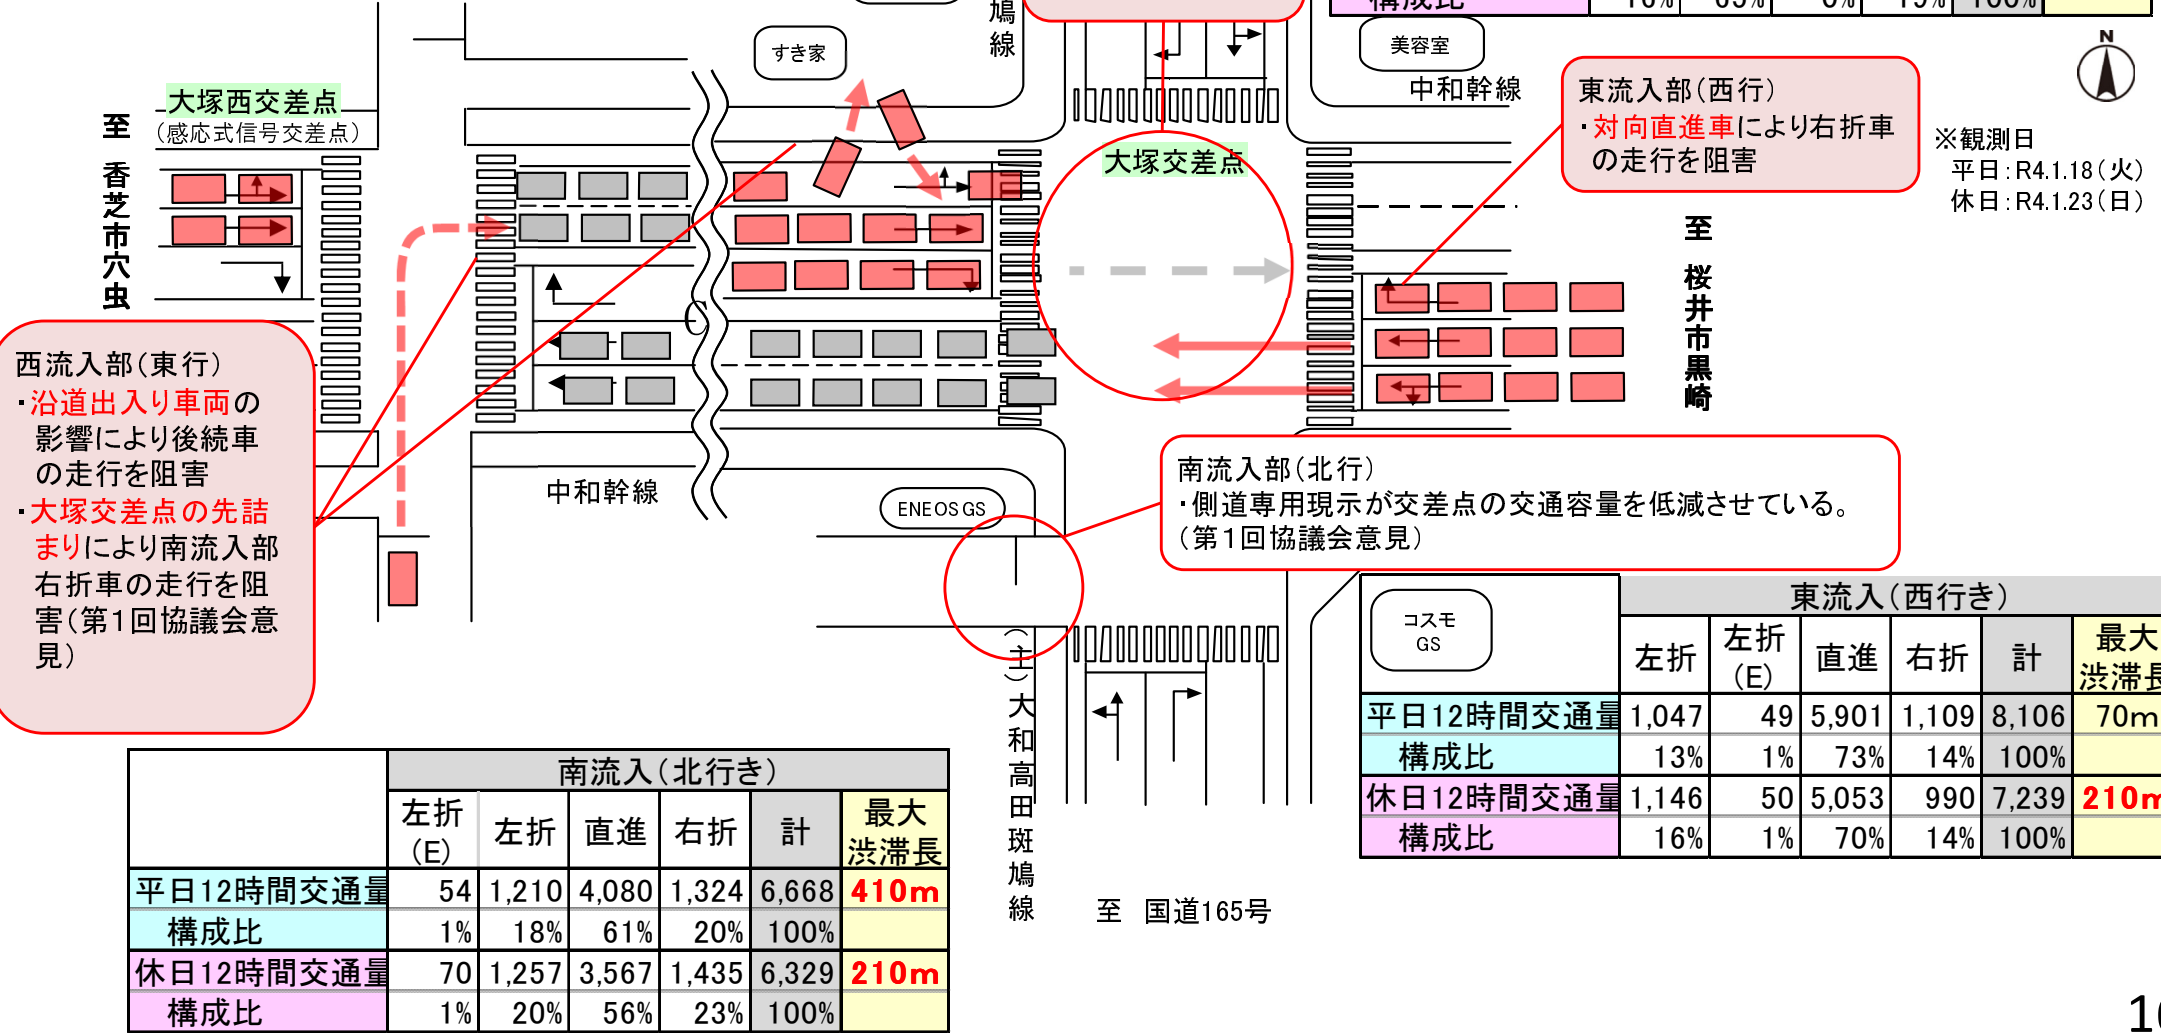 構成比 16% 65% 0% 19% 100%
鳩線
すき家
美容室
中和幹線
N
大塚西交差点
（感応式信号交差点）
至 香芝市穴虫
大塚交差点
東流入部（西行）
・対向直進車により右折車
の走行を阻害
※観測日
平日：R4.1.18（火）
休日：R4.1.23（日）
至 桜井市黒崎
西流入部（東行）
・沿道出入り車両の
影響により後続車
の走行を阻害
・大塚交差点の先詰
まりにより南流入部
右折車の走行を阻
害（第1回協議会意
見）
中和幹線
ENEOS GS
南流入部（北行）
・側道専用現示が交差点の交通容量を低減させている。
（第1回協議会意見）
コスモ
GS
東流入（西行き）
左折 左折（E） 直進 右折 計 最大渋滞長
平日12時間交通量 1,047 49 5,901 1,109 8,106 70m
構成比 13% 1% 73% 14% 100%
休日12時間交通量 1,146 50 5,053 990 7,239 210m
構成比 16% 1% 70% 14% 100%
（主）大和高田斑鳩線
至 国道165号
南流入（北行き）
左折（E） 左折 直進 右折 計 最大渋滞長
平日12時間交通量 54 1,210 4,080 1,324 6,668 410m
構成比 1% 18% 61% 20% 100%
休日12時間交通量 70 1,257 3,567 1,435 6,329 210m
構成比 1% 20% 56% 23% 100%